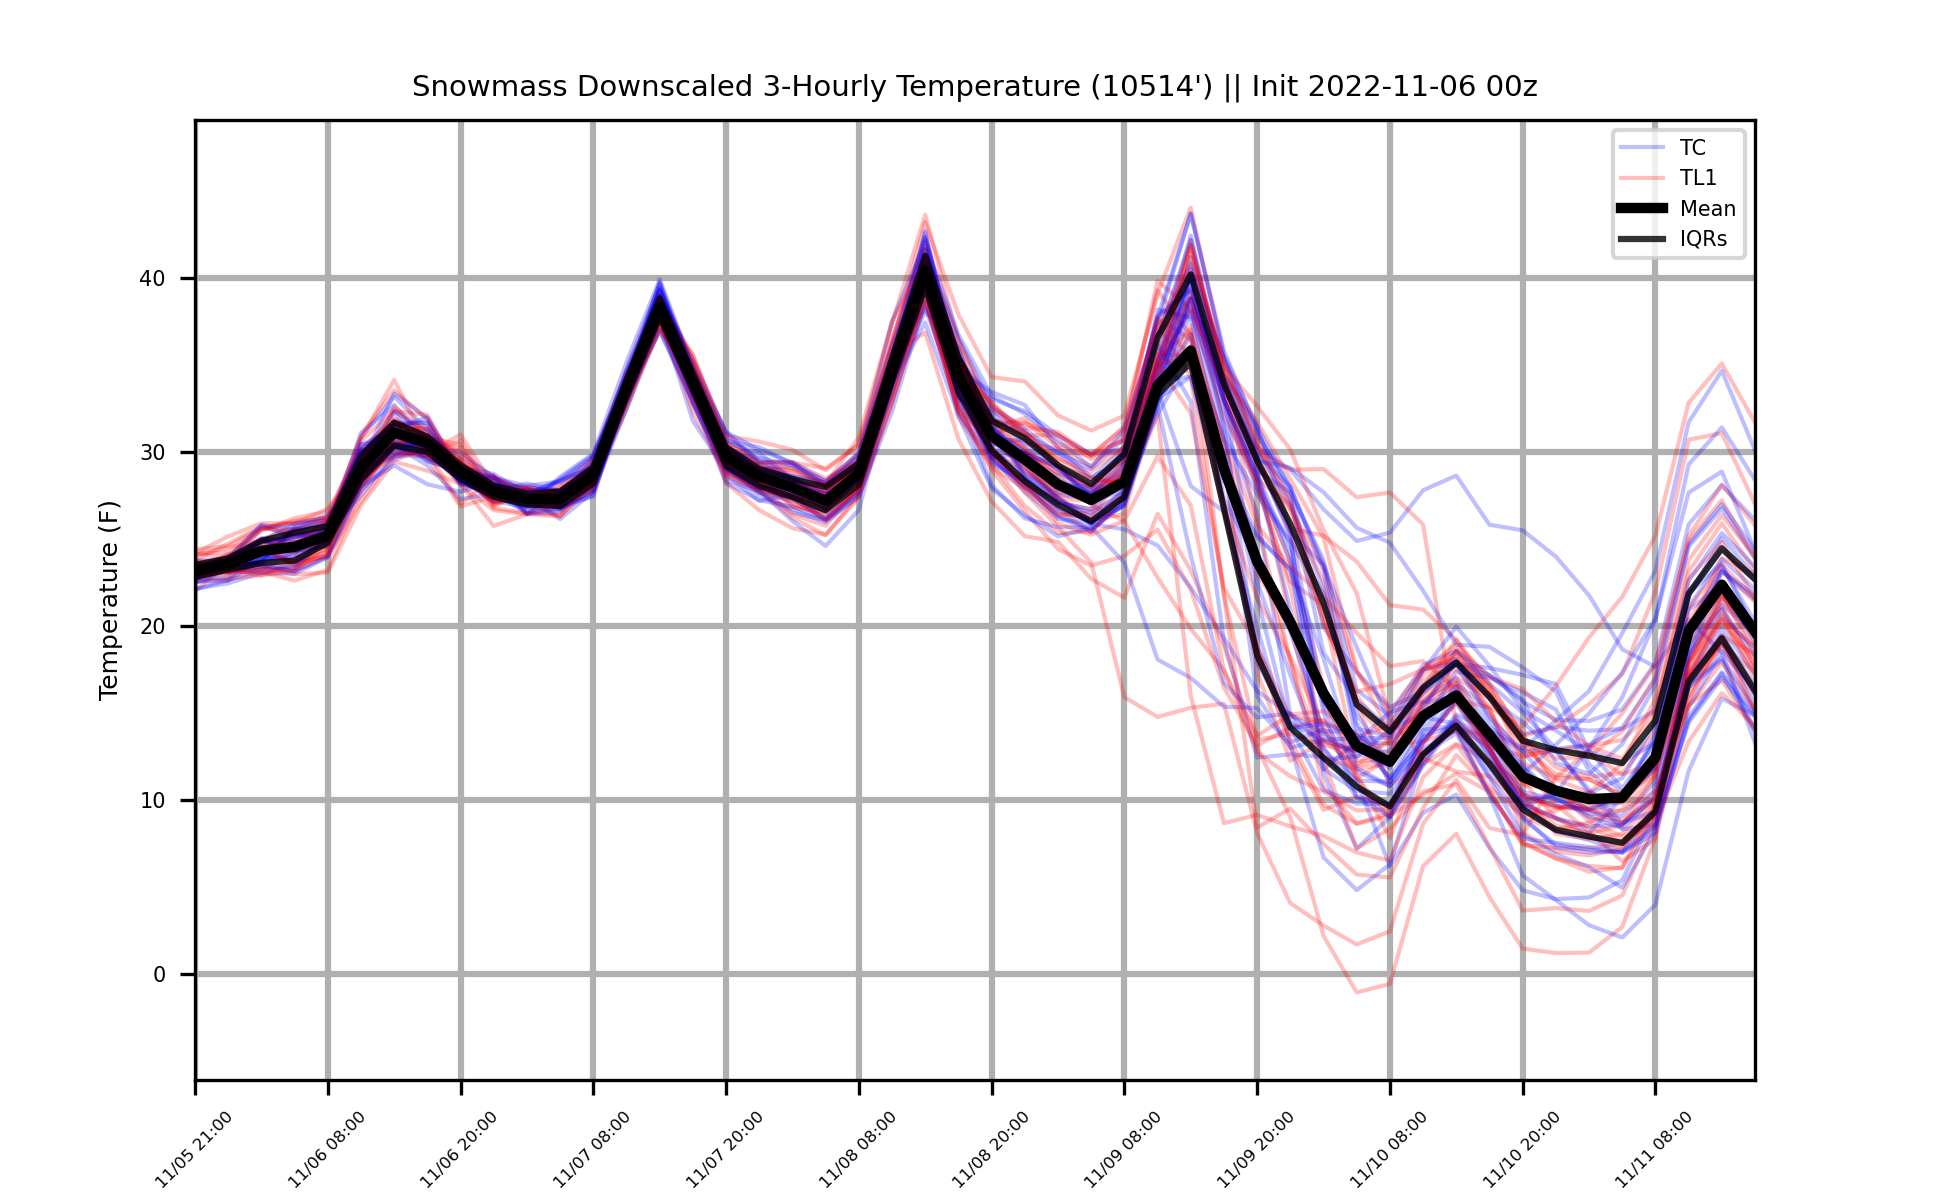 Snowmass Downscaled 3-Hourly Temperature (10514') || Init 2022-11-06 00z
TC
TL1
Mean
IQRs
Temperature (F)
40
30
20
10
0
11/05 21:00
11/06 08:00
11/06 20:00
11/07 08:00
11/07 20:00
11/08 08:00
11/08 20:00
11/09 08:00
11/09 20:00
11/10 08:00
11/10 20:00
11/11 08:00